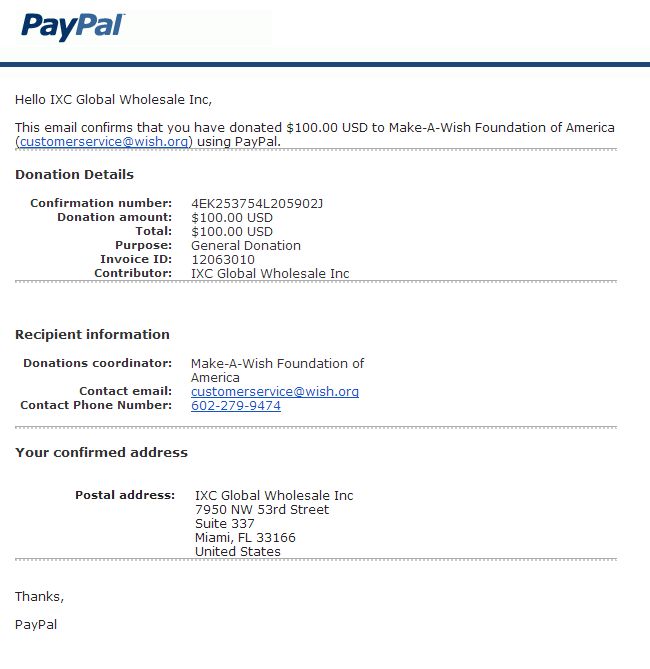 PayPal
Hello IXC Global Wholesale Inc,
This email confirms that you have donated $100.00 USD to Make-A-Wish Foundation of America
(customerservice@wish.org) using PayPal.
Donation Details
Confirmation number: 4EK253754L205902J
Donation amount: $100.00 USD
Total: $100.00 USD
Purpose: General Donation
Invoice ID: 12063010
Contributor: IXC Global Wholesale Inc
Recipient information
Donations coordinator: Make-A-Wish Foundation of
America
Contact email: customerservice@wish.org
Contact Phone Number: 602-279-9474
Your confirmed address
Postal address: IXC Global Wholesale Inc
7950 NW 53rd Street
Suite 337
Miami, FL 33166
United States
Thanks,
PayPal